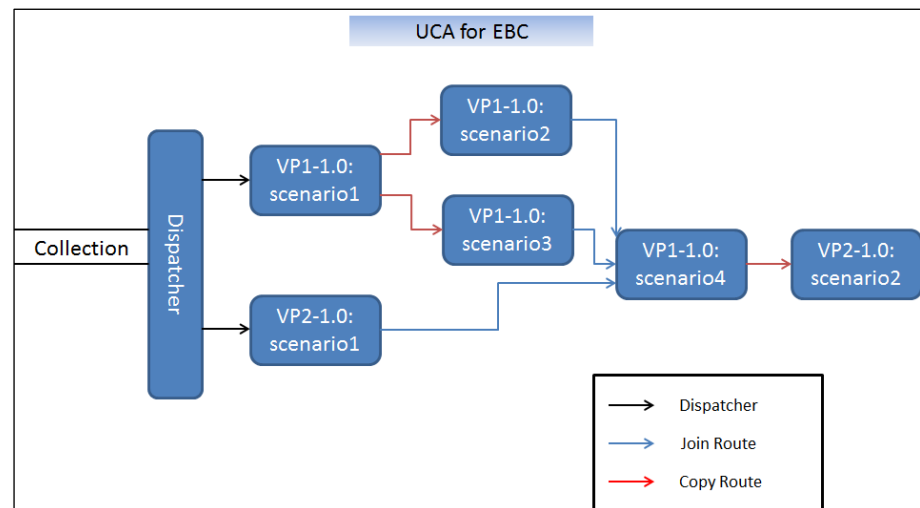 UCA for EBC
VP1-1.0:
scenario2
VP1-1.0:
scenario1
Dispatcher
Collection
VP1-1.0:
scenario3
VP1-1.0:
scenario4
VP2-1.0:
scenario2
VP2-1.0:
scenario1
Dispatcher
Join Route
Copy Route